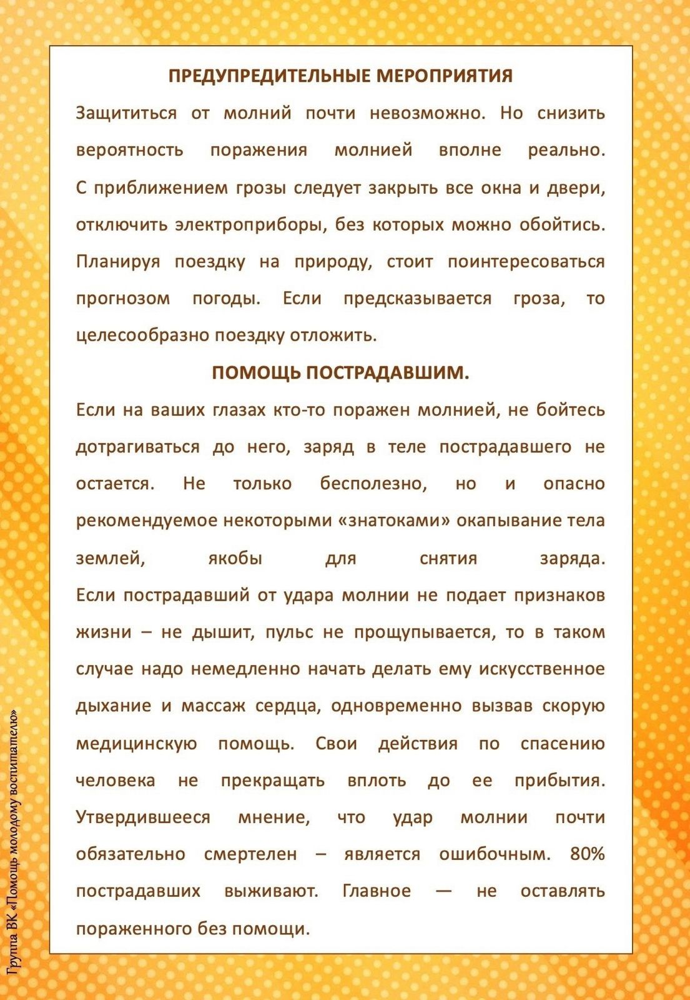 ПРЕДУПРЕДИТЕЛЬНЫЕ МЕРОПРИЯТИЯ
Защититься от молний почти невозможно. Но снизить
вероятность поражения молнией вполне реально.
С приближением грозы следует закрыть все окна и двери,
отключить электроприборы, без которых можно обойтись.
Планируя поездку на природу, стоит поинтересоваться
прогнозом погоды. Если предсказывается гроза, то
целесообразно поездку отложить.
ПОМОЩЬ ПОСТРАДАВШИМ.
Если на ваших глазах кто-то поражен молнией, не бойтесь
дотрагиваться до него, заряд в теле пострадавшего не
остается. Не только бесполезно, но и опасно
рекомендуемое некоторыми «знатоками» окапывание тела
землей, якобы для снятия заряда.
Если пострадавший от удара молнии не подает признаков
жизни – не дышит, пульс не прощупывается, то в таком
случае надо немедленно начать делать ему искусственное
дыхание и массаж сердца, одновременно вызвав скорую
медицинскую помощь. Свои действия по спасению
человека не прекращать вплоть до ее прибытия.
Утвердившееся мнение, что удар молнии почти
обязательно смертелен – является ошибочным. 80%
пострадавших выживают. Главное — не оставлять
пораженного без помощи.
Группа ВК «Помощь молодому воспитателю»